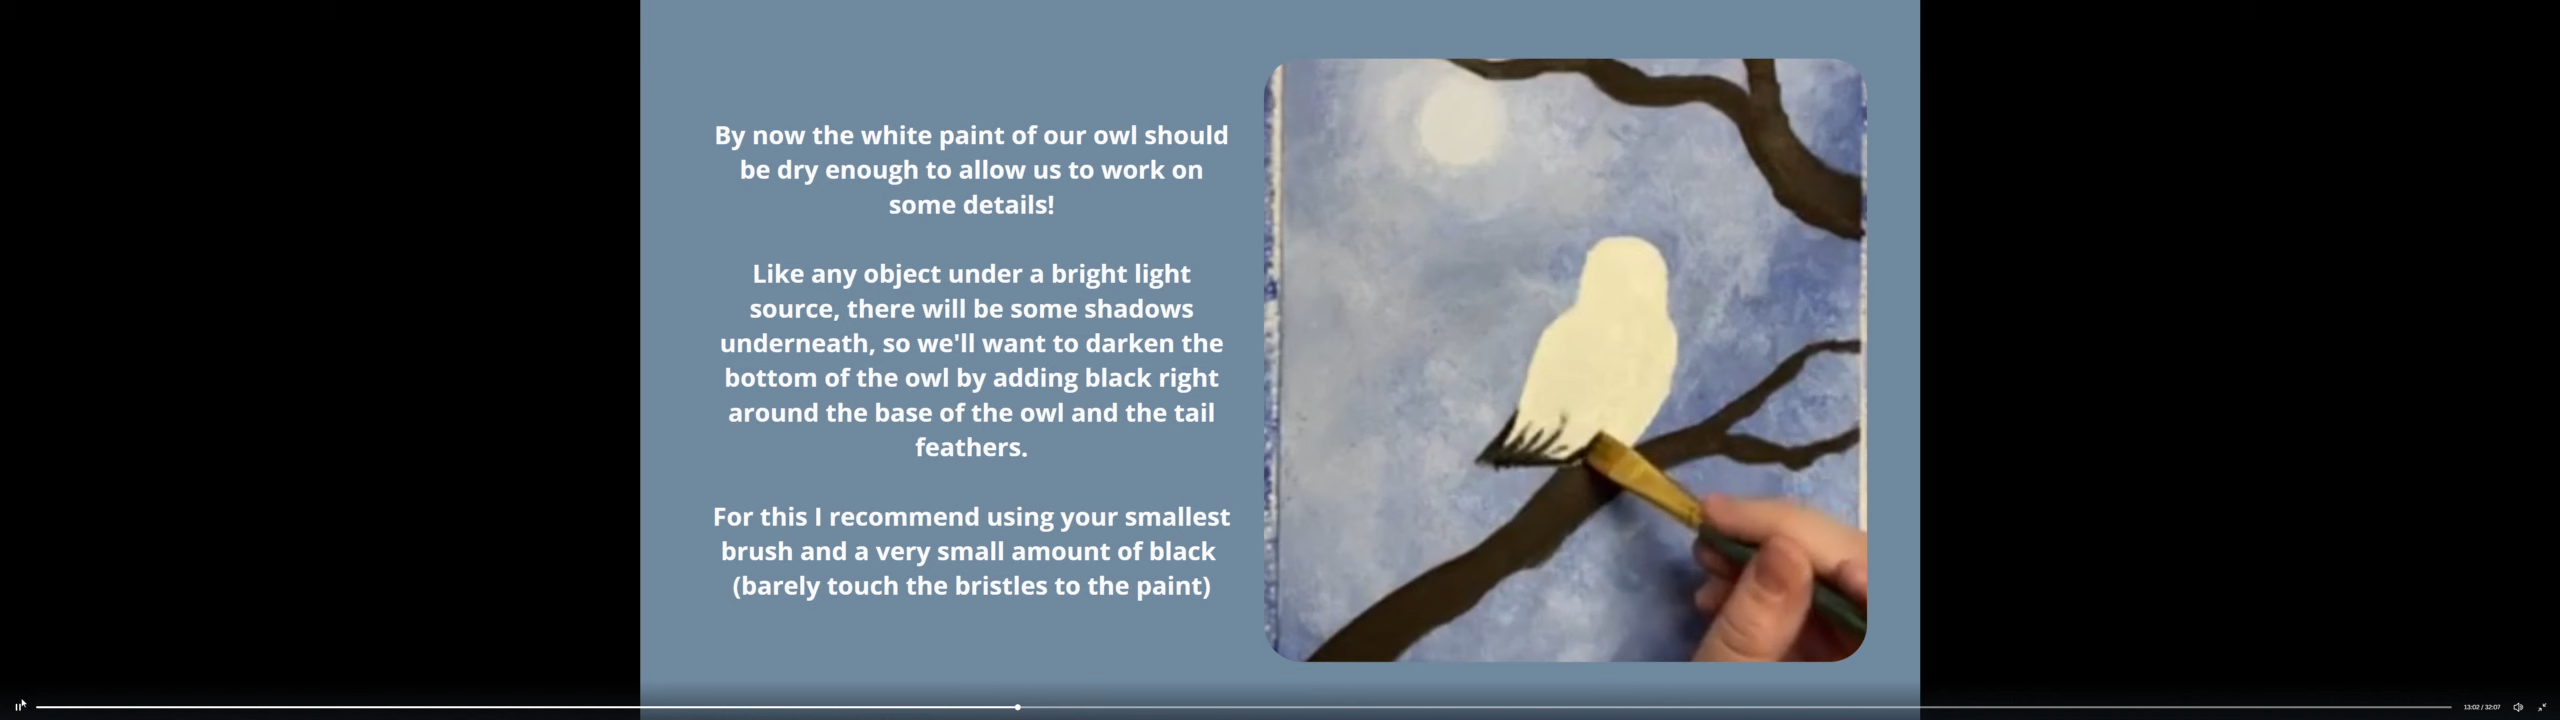 By now the white paint of our owl should
be dry enough to allow us to work on
some details!
Like any object under a bright light
source, there will be some shadows
underneath, so we'll want to darken the
bottom of the owl by adding black right
around the base of the owl and the tail
feathers.
For this I recommend using your smallest
brush and a very small amount of black
(barely touch the bristles to the paint)
13:02 / 32:07